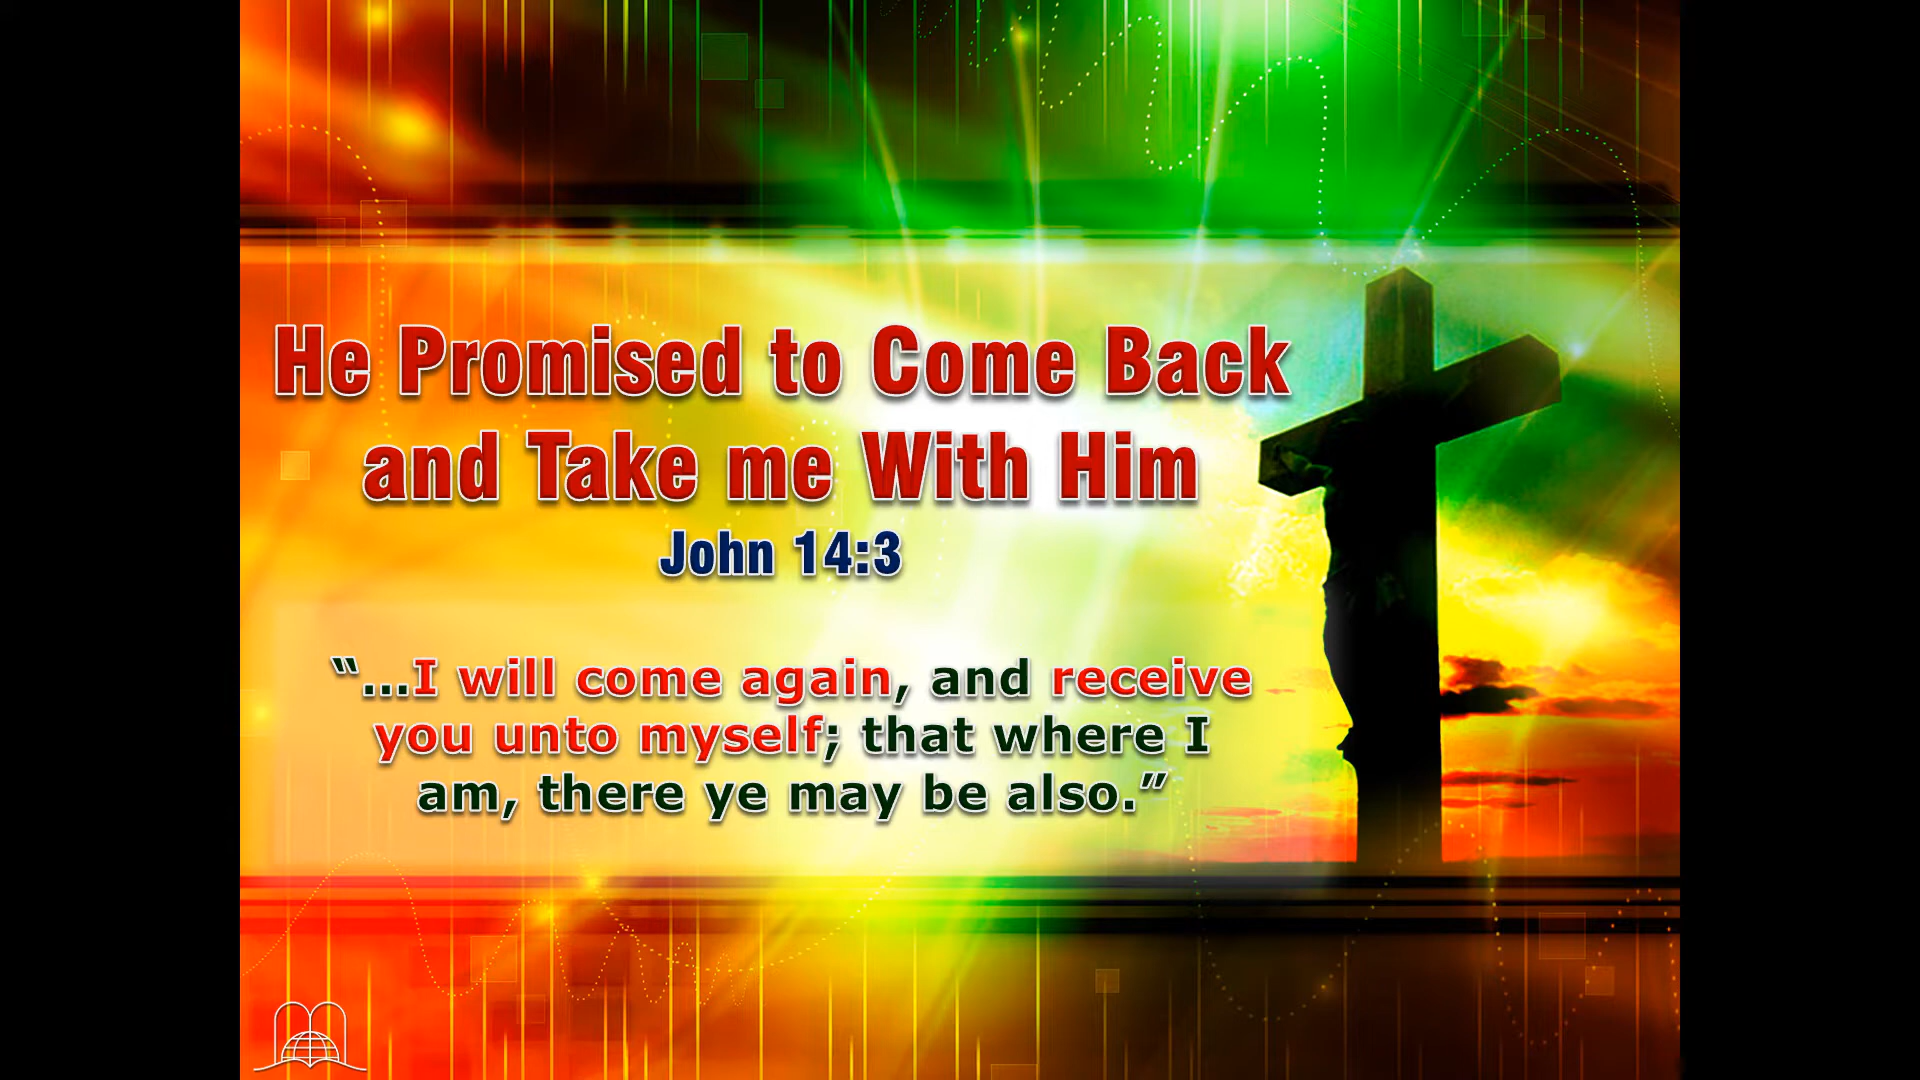 He Promised to Come Back
and Take me With Him
John 14:3
“...I will come again, and receive
you unto myself; that where I
am, there ye may be also.”